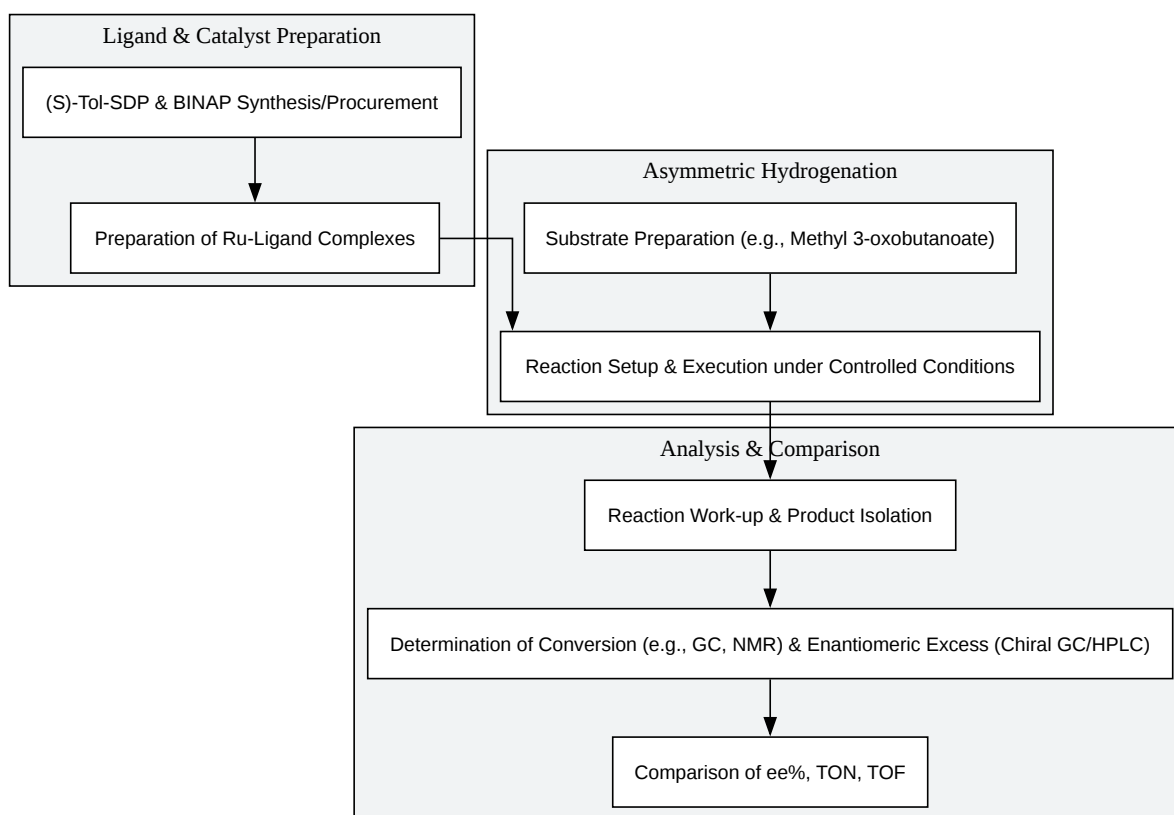 Ligand & Catalyst Preparation
(S)-Tol-SDP & BINAP Synthesis/Procurement
Preparation of Ru-Ligand Complexes
Asymmetric Hydrogenation
Substrate Preparation (e.g., Methyl 3-oxobutanoate)
Reaction Setup & Execution under Controlled Conditions
Analysis & Comparison
Reaction Work-up & Product Isolation
Determination of Conversion (e.g., GC, NMR) & Enantiomeric Excess (Chiral GC/HPLC)
Comparison of ee%, TON, TOF